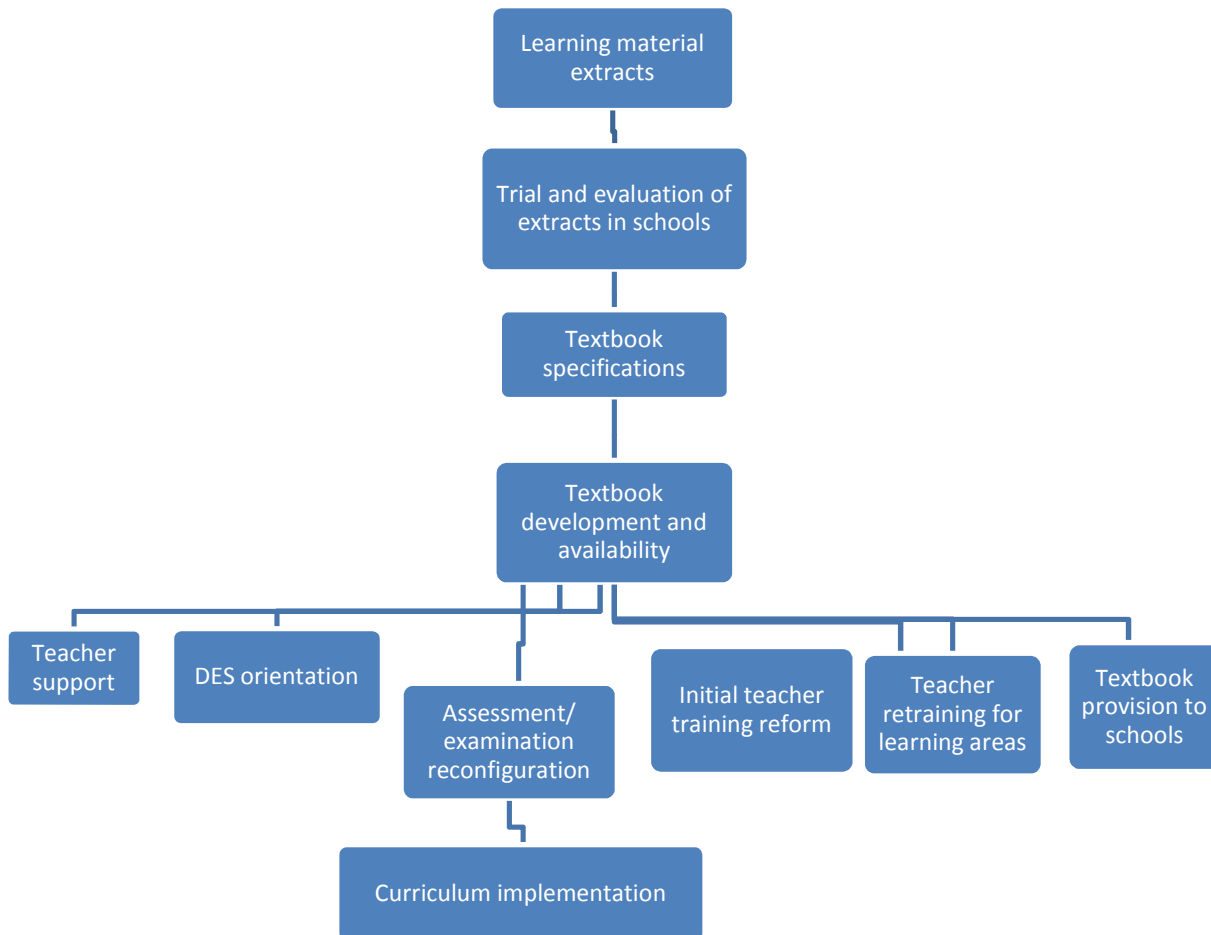 Learning material
extracts
Trial and evaluation of
extracts in schools
Textbook
specifications
Textbook
development and
availability
Teacher
support
DES orientation
Assessment/
examination
reconfiguration
Initial teacher
training reform
Teacher
retraining for
learning areas
Textbook
provision to
schools
Curriculum implementation